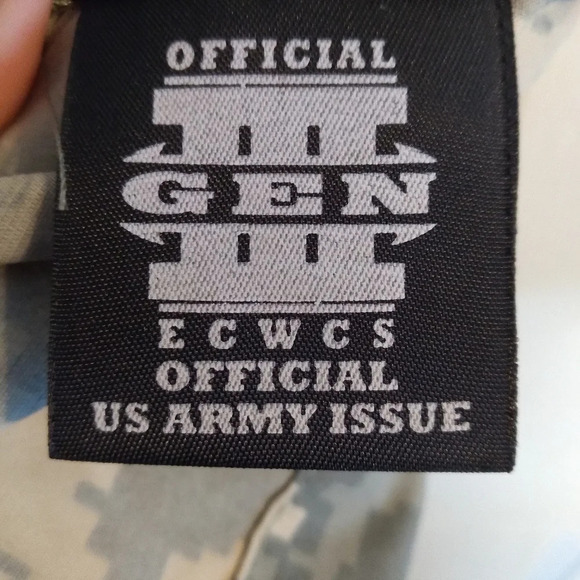 OFFICIAL
III
GEN
ECWCS
OFFICIAL
US ARMY ISSUE